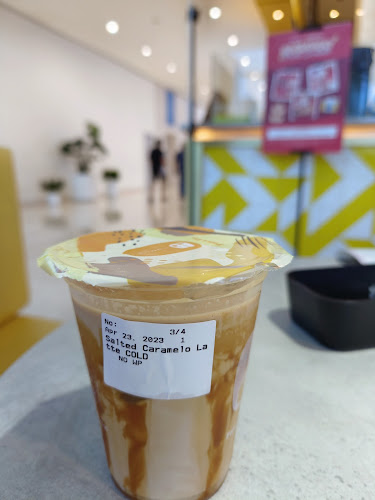 No:
3/4
Apr 23, 2023 1
Salted Caramelo La
tte COLD
NO WP